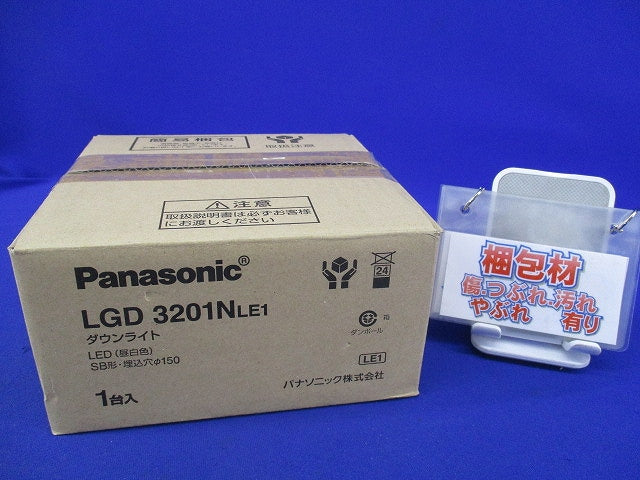 簡易梱包
取扱注意
⚠注意
取扱説明書は必ずお客様
にお渡しください
Panasonic®
LGD 3201NLE1
ダウンライト
LED(昼白色)
SB形・埋込穴φ150
1台入
24
箱
ダンボール
LE1
パナソニック株式会社
梱包材
傷・つぶれ・汚れ
やぶれ 有り